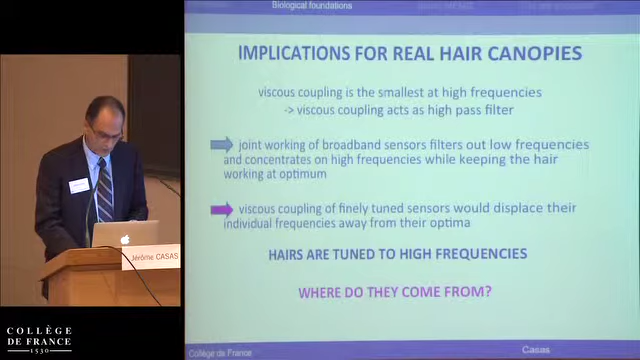 Biological foundations
IMPLICATIONS FOR REAL HAIR CANOPIES
viscous coupling is the smallest at high frequencies
-> viscous coupling acts as high pass filter
joint working of broadband sensors filters out low frequencies
and concentrates on high frequencies while keeping the hair
working at optimum
viscous coupling of finely tuned sensors would displace their
individual frequencies away from their optima
HAIRS ARE TUNED TO HIGH FREQUENCIES
WHERE DO THEY COME FROM?
Collège de France
Casas
Jérôme CASAS
COLLÈGE
DE FRANCE
1530